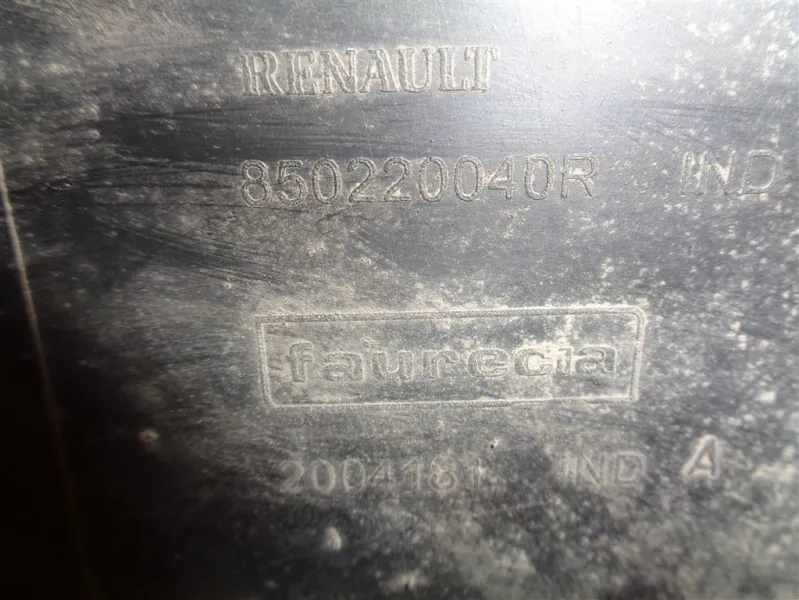 RENAULT
850220040R IND
faurecia
2004181 IND A